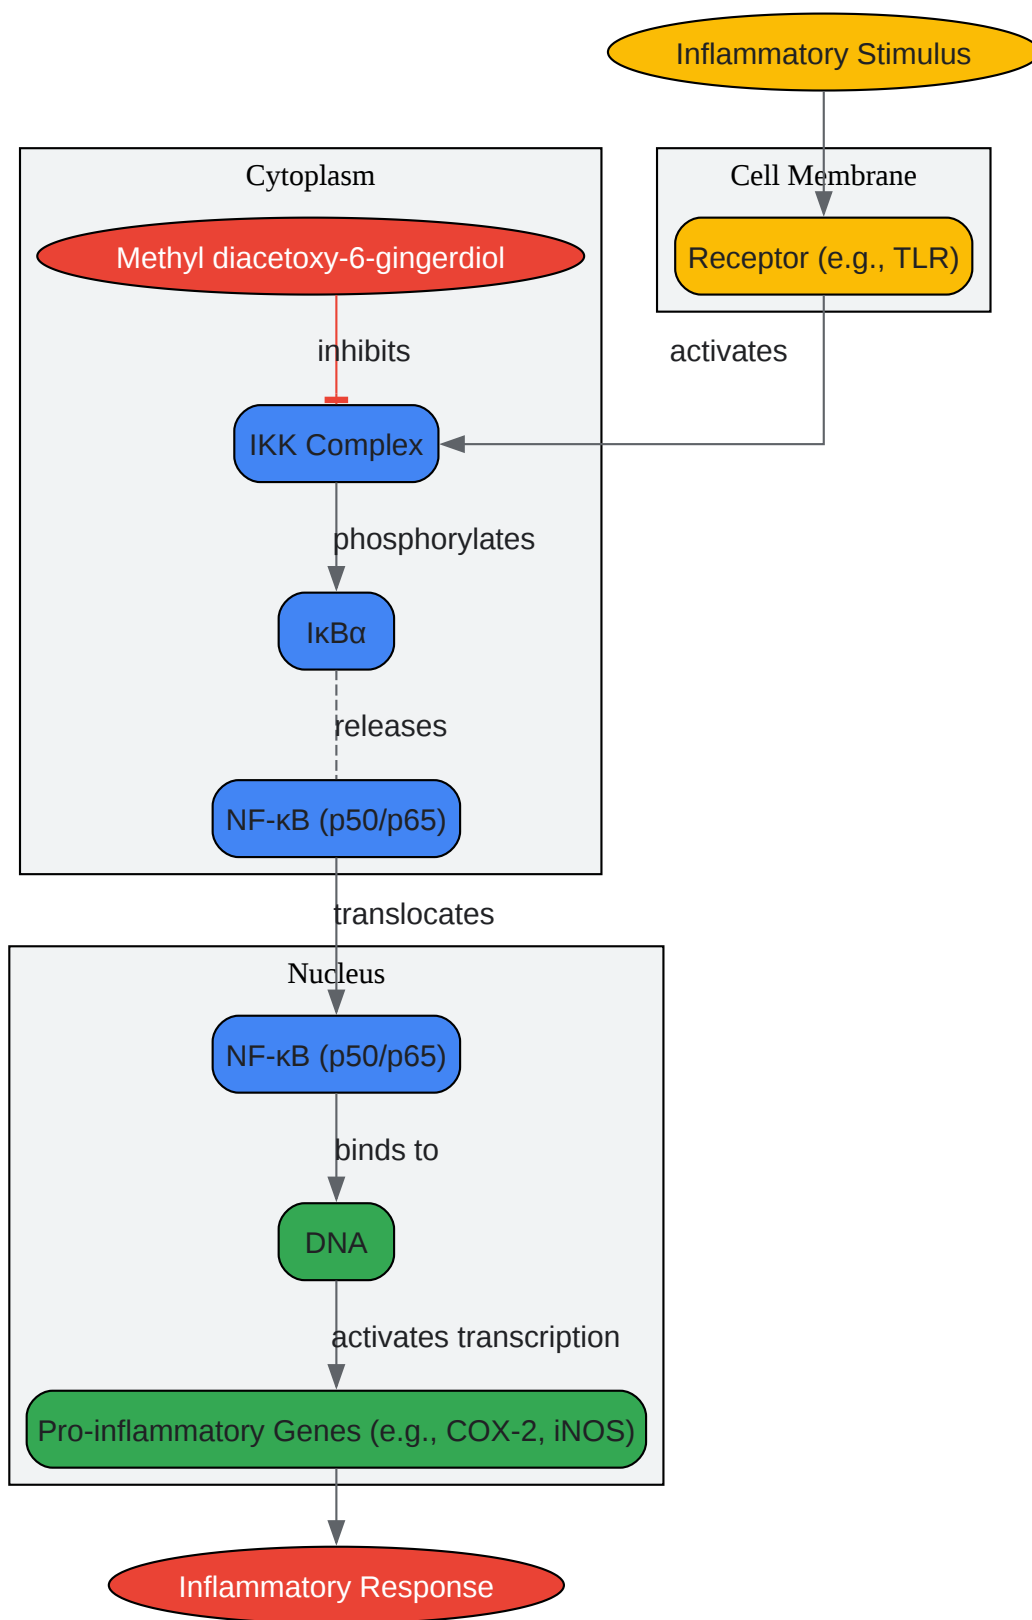 Inflammatory Stimulus
Cytoplasm
Cell Membrane
Methyl diacetoxy-6-gingerdiol
Receptor (e.g., TLR)
inhibits
activates
IKK Complex
phosphorylates
IκBα
releases
NF-κB (p50/p65)
translocates
Nucleus
NF-κB (p50/p65)
binds to
DNA
activates transcription
Pro-inflammatory Genes (e.g., COX-2, iNOS)
Inflammatory Response